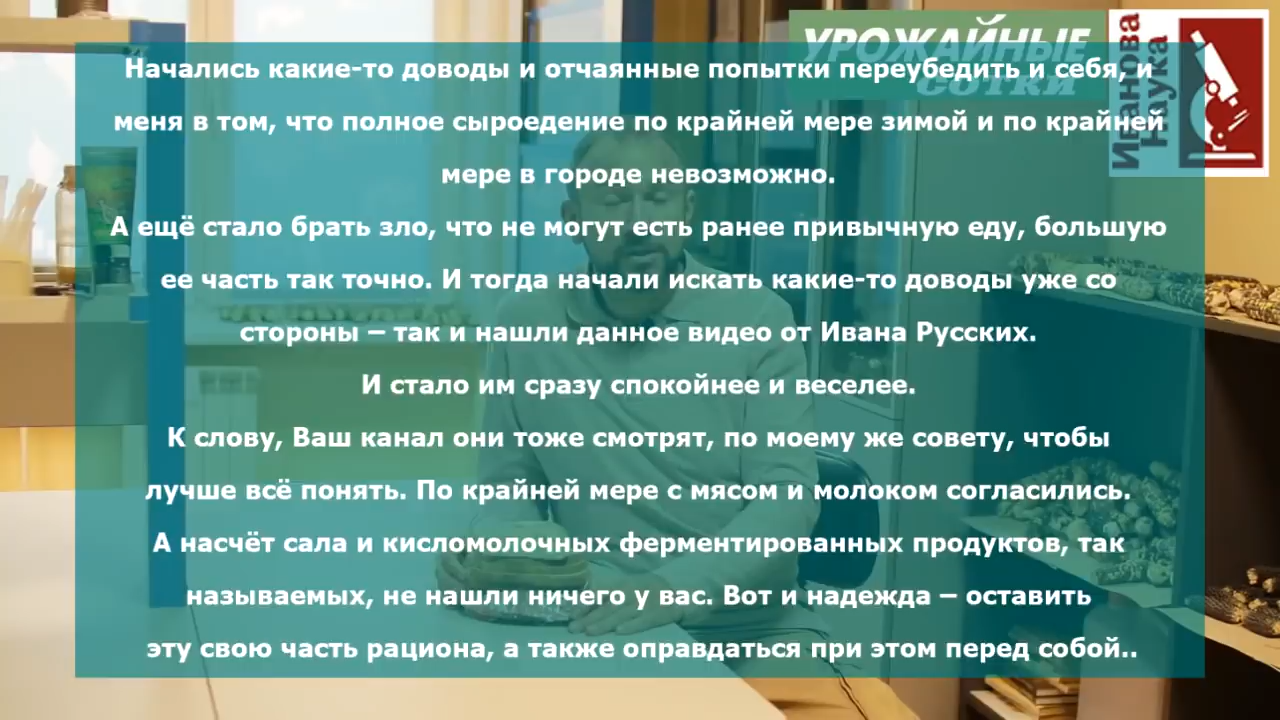 УРОЖАЙНЫЕ
сотки
Иванова
Наука
Начались какие-то доводы и отчаянные попытки переубедить и себя, и
меня в том, что полное сыроедение по крайней мере зимой и по крайней
мере в городе невозможно.
А ещё стало брать зло, что не могут есть ранее привычную еду, большую
ее часть так точно. И тогда начали искать какие-то доводы уже со
стороны – так и нашли данное видео от Ивана Русских.
И стало им сразу спокойнее и веселее.
К слову, Ваш канал они тоже смотрят, по моему же совету, чтобы
лучше всё понять. По крайней мере с мясом и молоком согласились.
А насчёт сала и кисломолочных ферментированных продуктов, так
называемых, не нашли ничего у вас. Вот и надежда – оставить
эту свою часть рациона, а также оправдаться при этом перед собой..